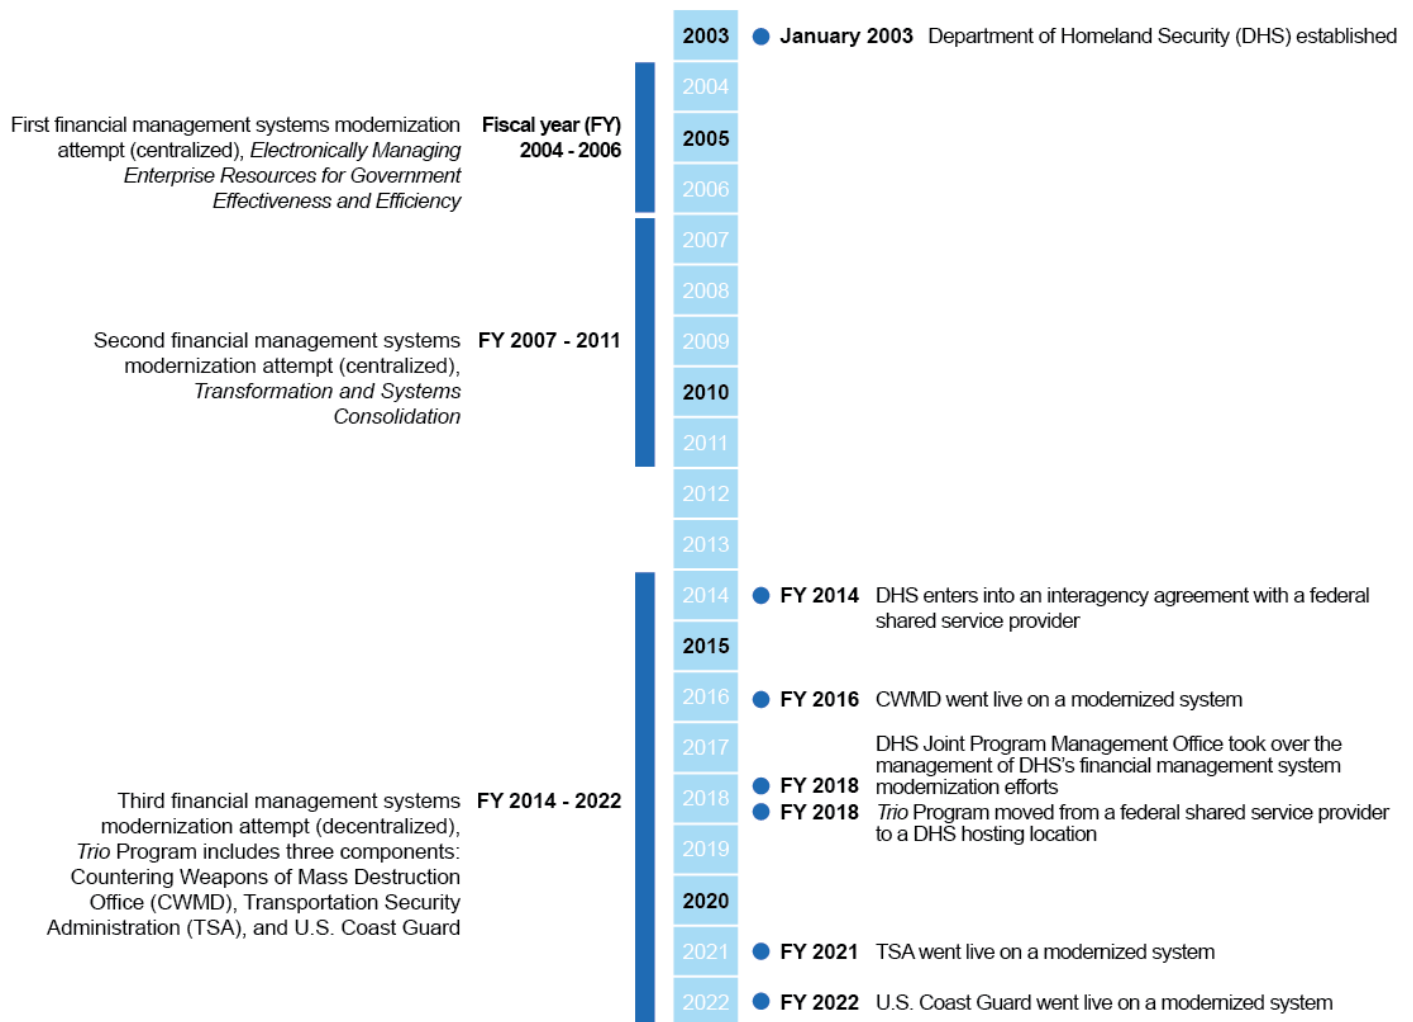 2003
January 2003 Department of Homeland Security (DHS) established
2004
First financial management systems modernization
attempt (centralized), Electronically Managing
Enterprise Resources for Government
Effectiveness and Efficiency
Fiscal year (FY)
2004 - 2006
2005
2006
2007
2008
Second financial management systems
modernization attempt (centralized),
Transformation and Systems
Consolidation
FY 2007 - 2011
2009
2010
2011
2012
2013
2014
FY 2014 DHS enters into an interagency agreement with a federal
shared service provider
2015
2016
FY 2016 CWMD went live on a modernized system
2017
FY 2018 DHS Joint Program Management Office took over the
management of DHS's financial management system
modernization efforts
Third financial management systems
modernization attempt (decentralized),
Trio Program includes three components:
Countering Weapons of Mass Destruction
Office (CWMD), Transportation Security
Administration (TSA), and U.S. Coast Guard
FY 2014 - 2022
2018
FY 2018 Trio Program moved from a federal shared service provider
to a DHS hosting location
2019
2020
2021
FY 2021 TSA went live on a modernized system
2022
FY 2022 U.S. Coast Guard went live on a modernized system